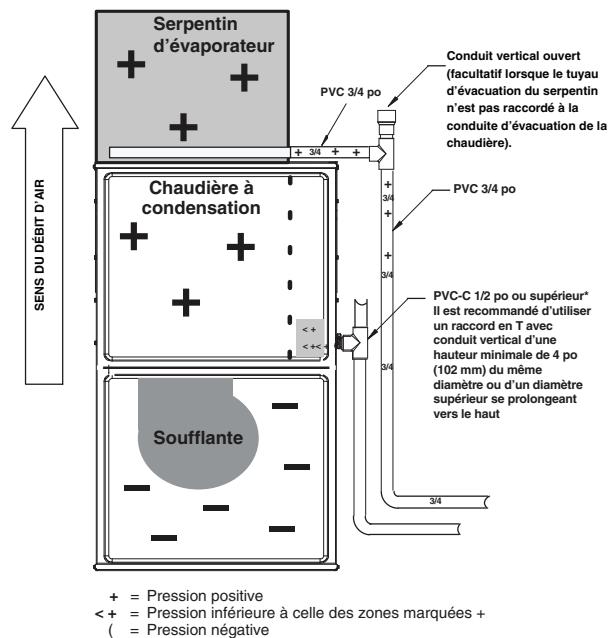 Serpentin
d'évaporateur
Conduit vertical ouvert
(facultatif lorsque le tuyau
d'évacuation du serpentin
n'est pas raccordé à la
conduite d'évacuation de la
chaudière).
PVC 3/4 po
+ 3/4 + +
Chaudière à
condensation
SENS DU DÉBIT D'AIR
+
3/4
+
PVC 3/4 po
+
3/4
PVC-C 1/2 po ou supérieur*
Il est recommandé d'utiliser
un raccord en T avec
conduit vertical d'une
hauteur minimale de 4 po
(102 mm) du même
diamètre ou d'un diamètre
supérieur se prolongeant
vers le haut
< +
< +< +
3/4
Soufflante
3/4
+ = Pression positive
< + = Pression inférieure à celle des zones marquées +
( = Pression négative